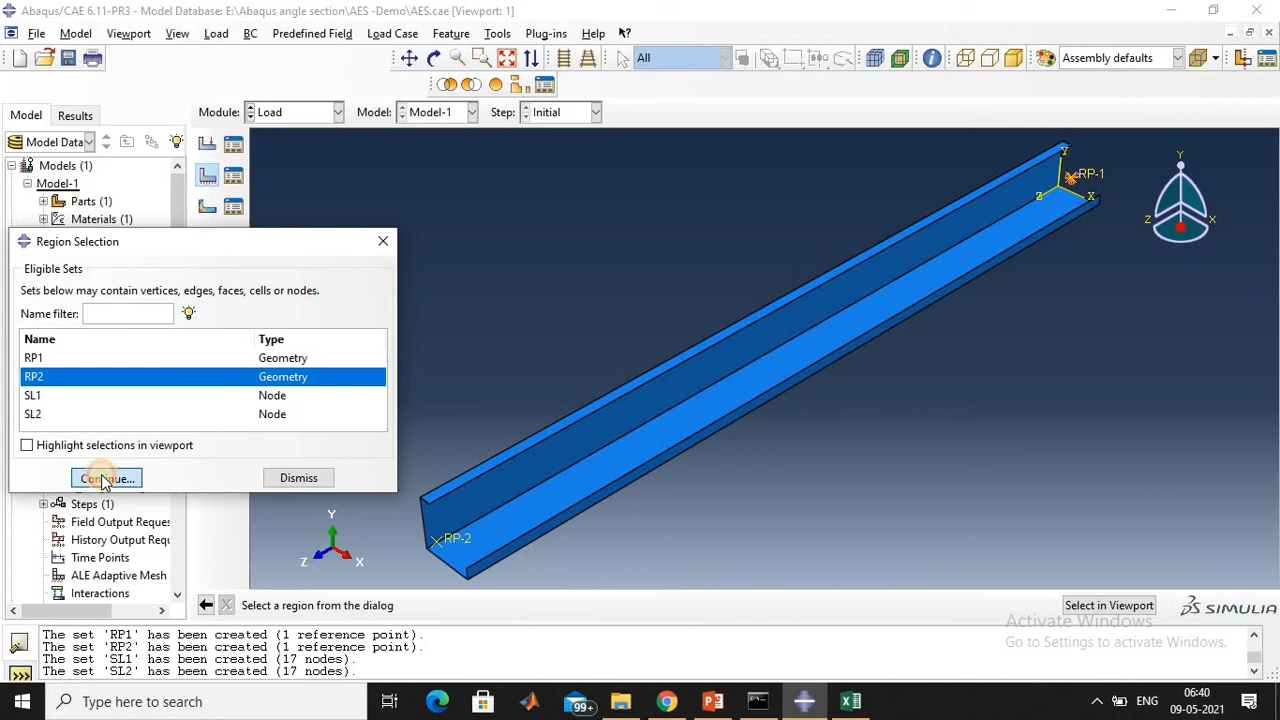 Abaqus/CAE 6.11-PR3 - Model Database: E:\Abaqus angle section\AES -Demo\AES.cae [Viewport: 1]
File Model Viewport View Load BC Predefined Field Load Case Feature Tools Plug-ins Help
All
Assembly defaults
Model Results
Module: Load Model: Model-1 Step: Initial
Model Data
Models (1)
Model-1
Parts (1)
Materials (1)
Region Selection
Eligible Sets
Sets below may contain vertices, edges, faces, cells or nodes.
Name filter:
Name Type
RP1 Geometry
RP2 Geometry
SL1 Node
SL2 Node
Highlight selections in viewport
Continue... Dismiss
Steps (1)
Field Output Reques
History Output Requ
Time Points
ALE Adaptive Mesh
Interactions
Y
RP-1
Z X
Y
Z X
RP-2
Y
Z X
Select a region from the dialog
Select in Viewport
SIMULIA
Activate Windows
Go to Settings to activate Windows.
The set 'RP1' has been created (1 reference point).
The set 'RP2' has been created (1 reference point).
The set 'SL1' has been created (17 nodes).
The set 'SL2' has been created (17 nodes).
>>>
Type here to search
99+
ENG
06:40
09-05-2021